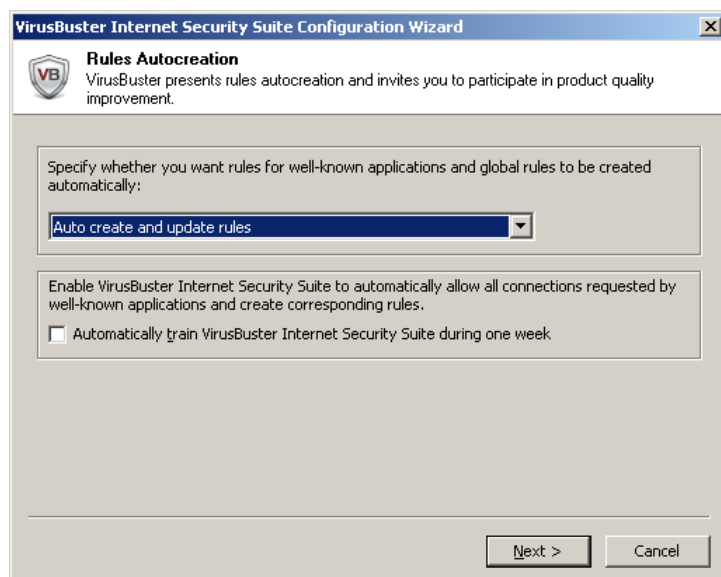 VirusBuster Internet Security Suite Configuration Wizard
VB
Rules Autocreation
VirusBuster presents rules autocreation and invites you to participate in product quality
improvement.
Specify whether you want rules for well-known applications and global rules to be created
automatically:
Auto create and update rules
Enable VirusBuster Internet Security Suite to automatically allow all connections requested by
well-known applications and create corresponding rules.
Automatically train VirusBuster Internet Security Suite during one week
Next >
Cancel